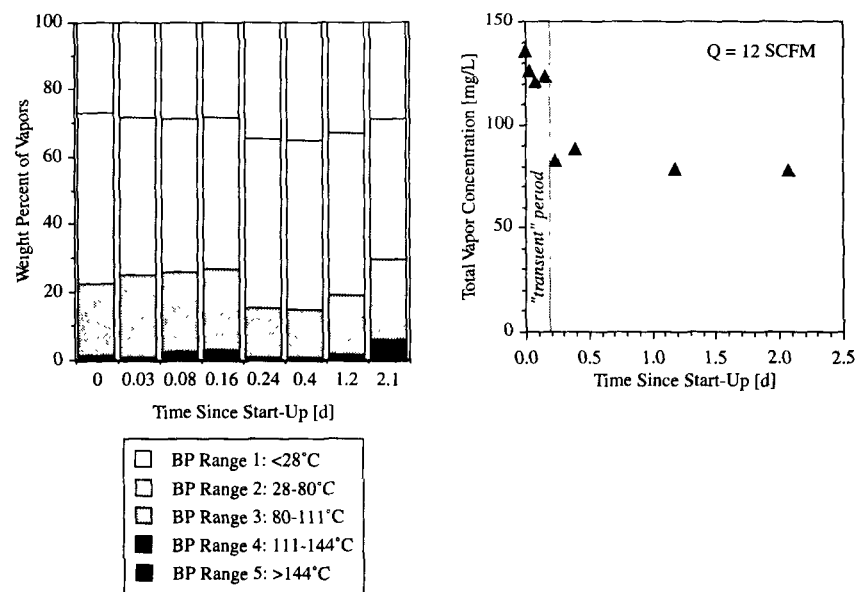 Weight Percent of Vapors
100
80
60
40
20
0
0 0.03 0.08 0.16 0.24 0.4 1.2 2.1
Time Since Start-Up [d]
BP Range 1: <28°C
BP Range 2: 28-80°C
BP Range 3: 80-111°C
BP Range 4: 111-144°C
BP Range 5: >144°C
Total Vapor Concentration [mg/L]
150
100
50
0
Q = 12 SCFM
"transient" period
0.0 0.5 1.0 1.5 2.0 2.5
Time Since Start-Up [d]